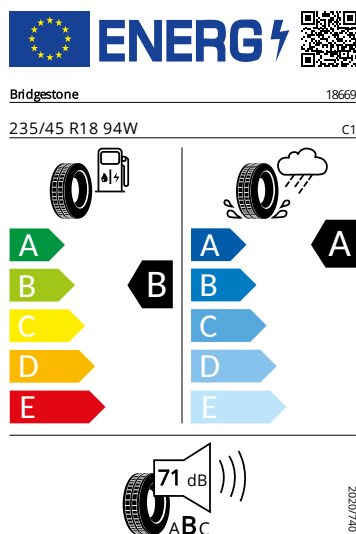 ENERG
Bridgestone 18669
235/45 R18 94W C1
A A A
B B B
C C
D D
E E
71 dB
ABC
2020/740